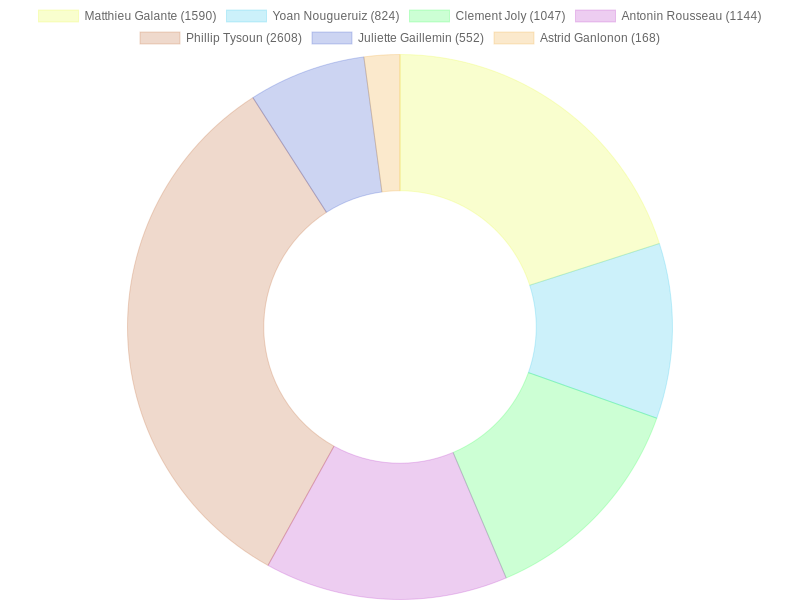 Matthieu Galante (1590) Yoan Nougueruiz (824) Clement Joly (1047) Antonin Rousseau (1144)
Phillip Tysoun (2608) Juliette Gaillemin (552) Astrid Ganlonon (168)